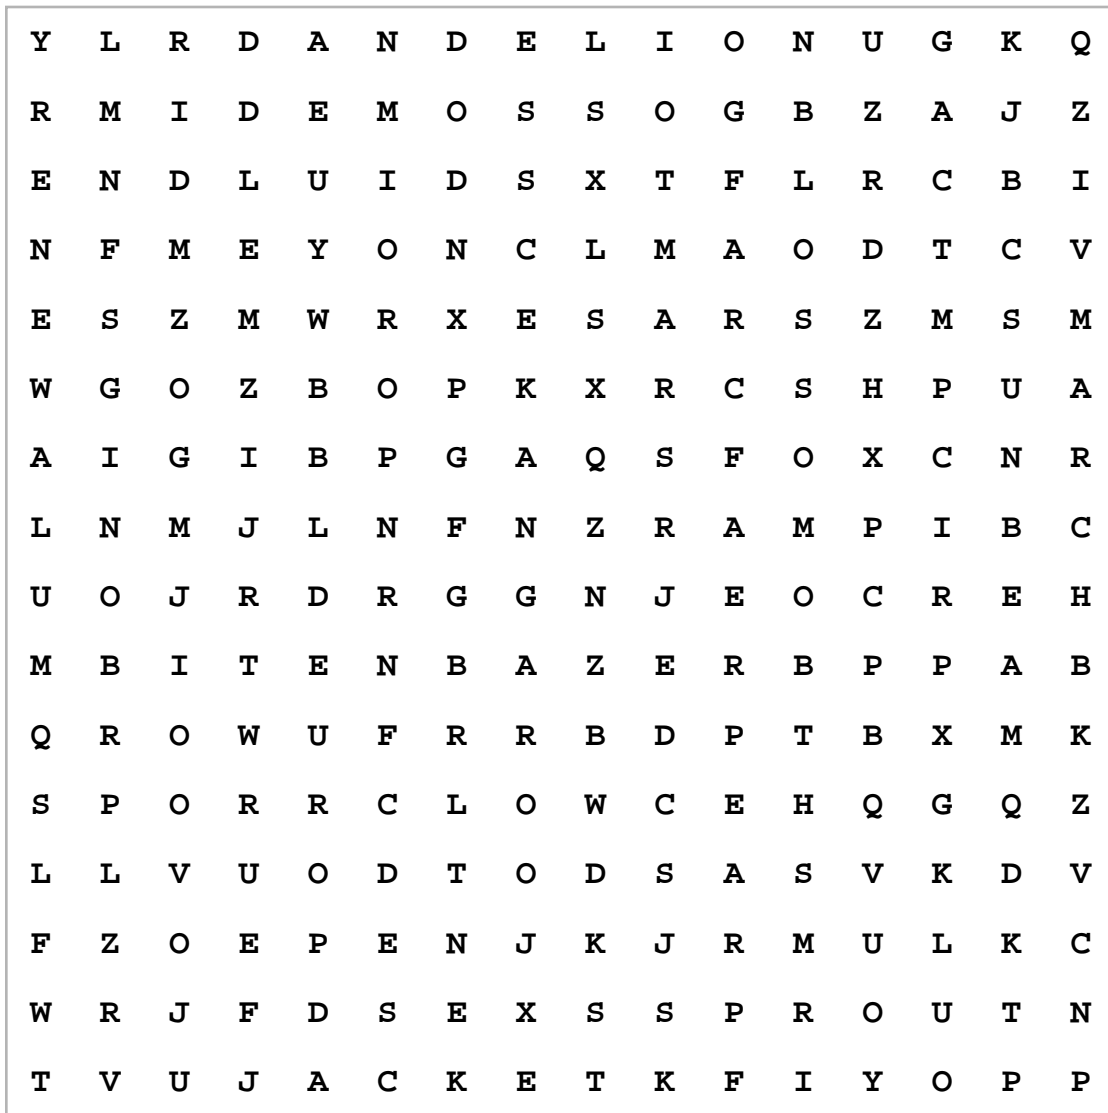 Y L R D A N D E L I O N U G K Q
R M I D E M O S S O G B Z A J Z
E N D L U I D S X T F L R C B I
N F M E Y O N C L M A O D T C V
E S Z M W R X E S A R S Z M S M
W G O Z B O P K X R C S H P U A
A I G I B P G A Q S F O X C N R
L N M J L N F N Z R A M P I B C
U O J R D R G G N J E O C R E H
M B I T E N B A Z E R B P P A B
Q R O W U F R R B D P T B X M K
S P O R R C L O W C E H Q G Q Z
L L V U O D T O D S A S V K D V
F Z O E P E N J K J R M U L K C
W R J F D S E X S S P R O U T N
T V U J A C K E T K F I Y O P P